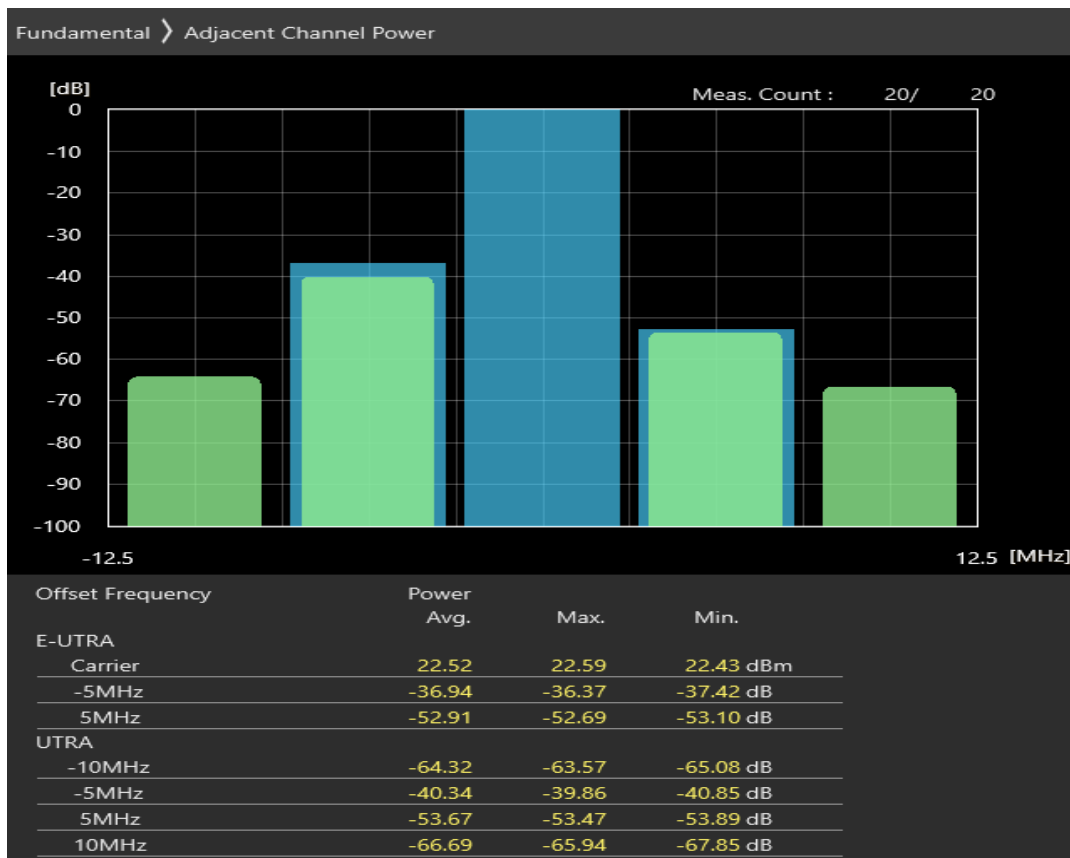 Fundamental 〉 Adjacent Channel Power
[dB]
Meas. Count : 20/ 20
0
-10
-20
-30
-40
-50
-60
-70
-80
-90
-100
-12.5 12.5 [MHz]
Offset Frequency Power
Avg. Max. Min.
E-UTRA
Carrier 22.52 22.59 22.43 dBm
-5MHz -36.94 -36.37 -37.42 dB
5MHz -52.91 -52.69 -53.10 dB
UTRA
-10MHz -64.32 -63.57 -65.08 dB
-5MHz -40.34 -39.86 -40.85 dB
5MHz -53.67 -53.47 -53.89 dB
10MHz -66.69 -65.94 -67.85 dB